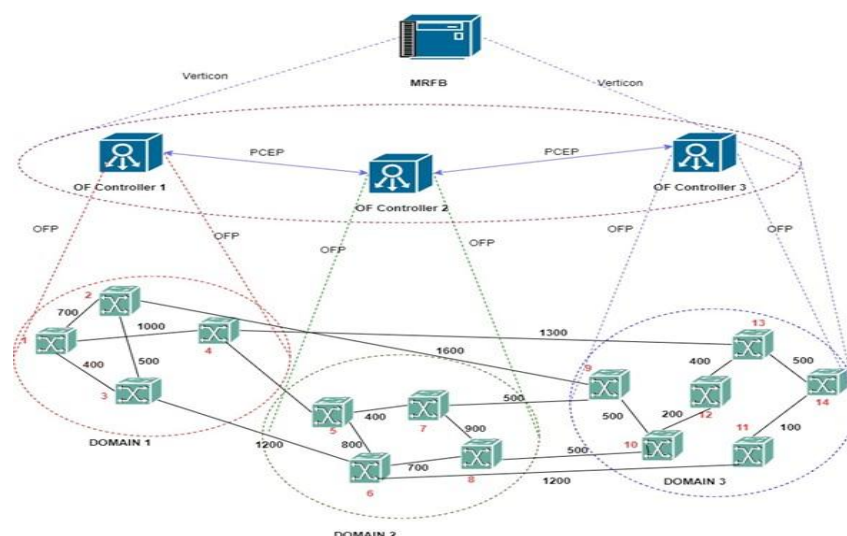 Verticon
Verticon
MRFB
PCEP
PCEP
OF Controller 1
OF Controller 2
OF Controller 3
OFP
OFP
OFP
OFP
OFP
OFP
2
700
1
1000
4
400
500
3
DOMAIN 1
1300
1600
13
400
500
9
500
12
14
5
400
7
500
200
11
100
10
1200
800
900
700
6
8
500
1200
DOMAIN 3
DOMAIN 2